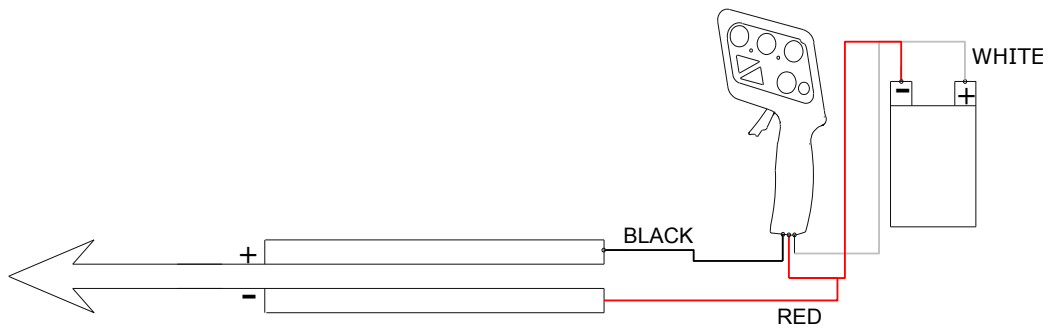 WHITE
- +
BLACK
+
-
RED